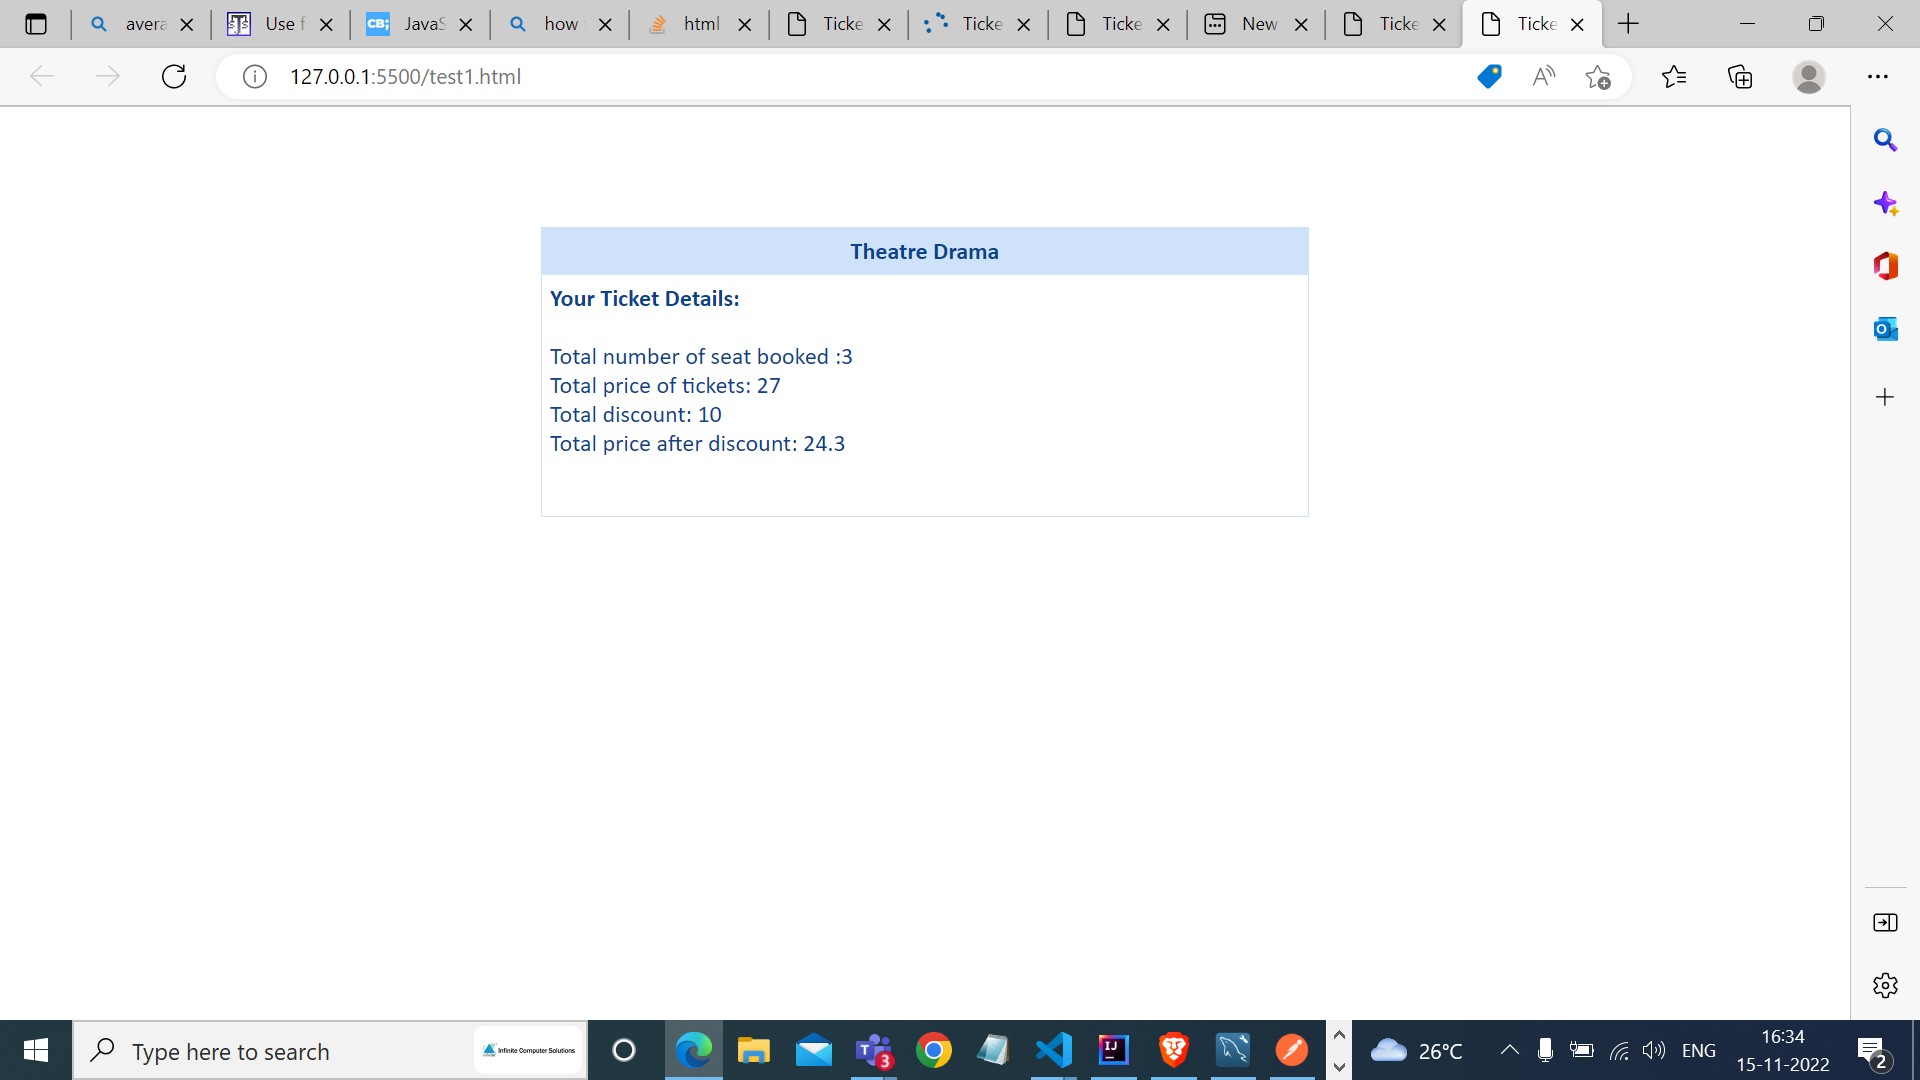 avera
Use f
JavaS
how
html
Ticke
Ticke
Ticke
New
Ticke
Ticke
127.0.0.1:5500/test1.html
Theatre Drama
Your Ticket Details:
Total number of seat booked :3
Total price of tickets: 27
Total discount: 10
Total price after discount: 24.3
Type here to search
Infinite Computer Solutions
3
26°C
ENG
16:34
15-11-2022
2